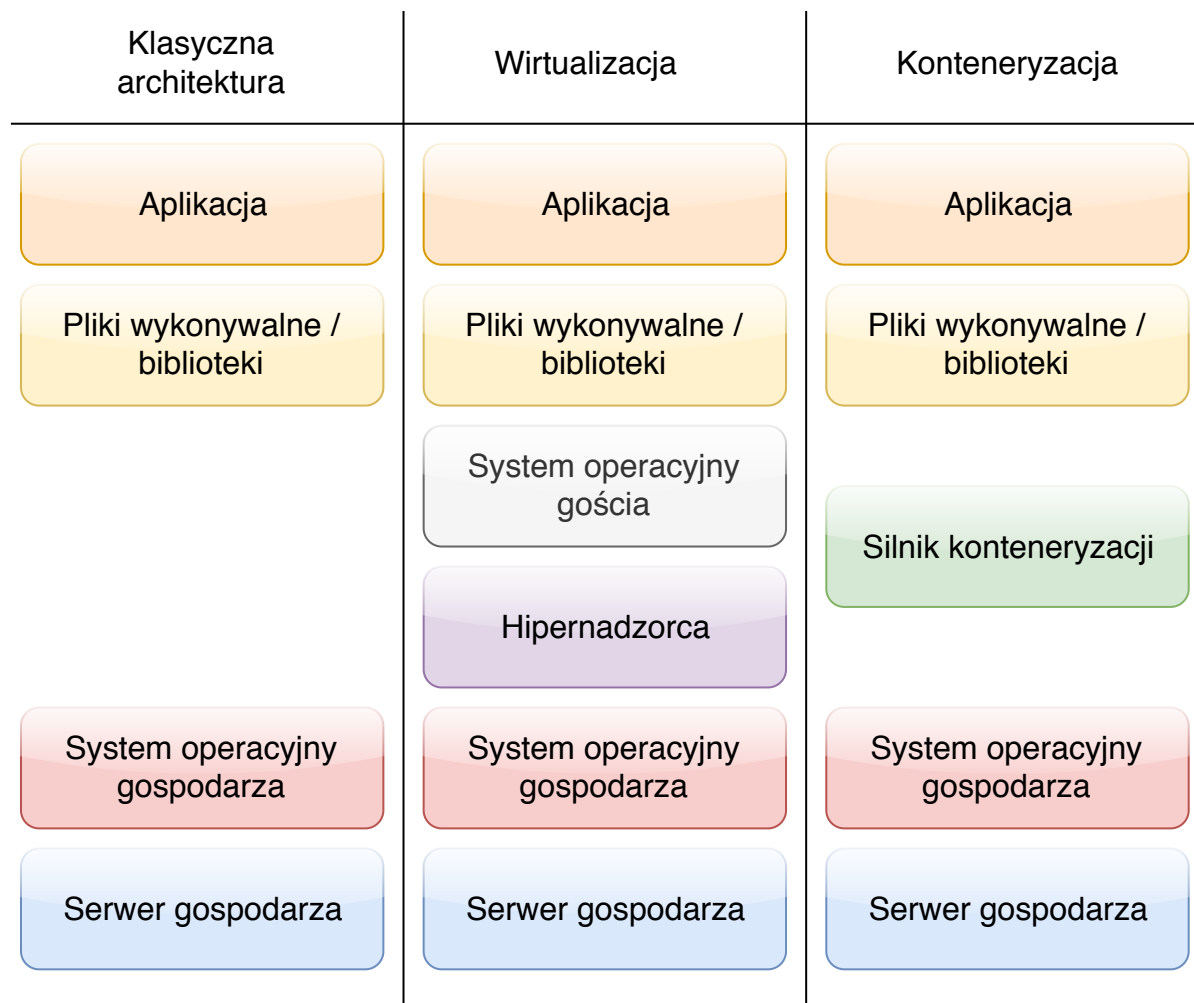 Klasyczna
architektura
Wirtualizacja
Konteneryzacja
Aplikacja
Aplikacja
Aplikacja
Pliki wykonywalne /
biblioteki
Pliki wykonywalne /
biblioteki
Pliki wykonywalne /
biblioteki
System operacyjny
gościa
Silnik konteneryzacji
Hipernadzorca
System operacyjny
gospodarza
System operacyjny
gospodarza
System operacyjny
gospodarza
Serwer gospodarza
Serwer gospodarza
Serwer gospodarza